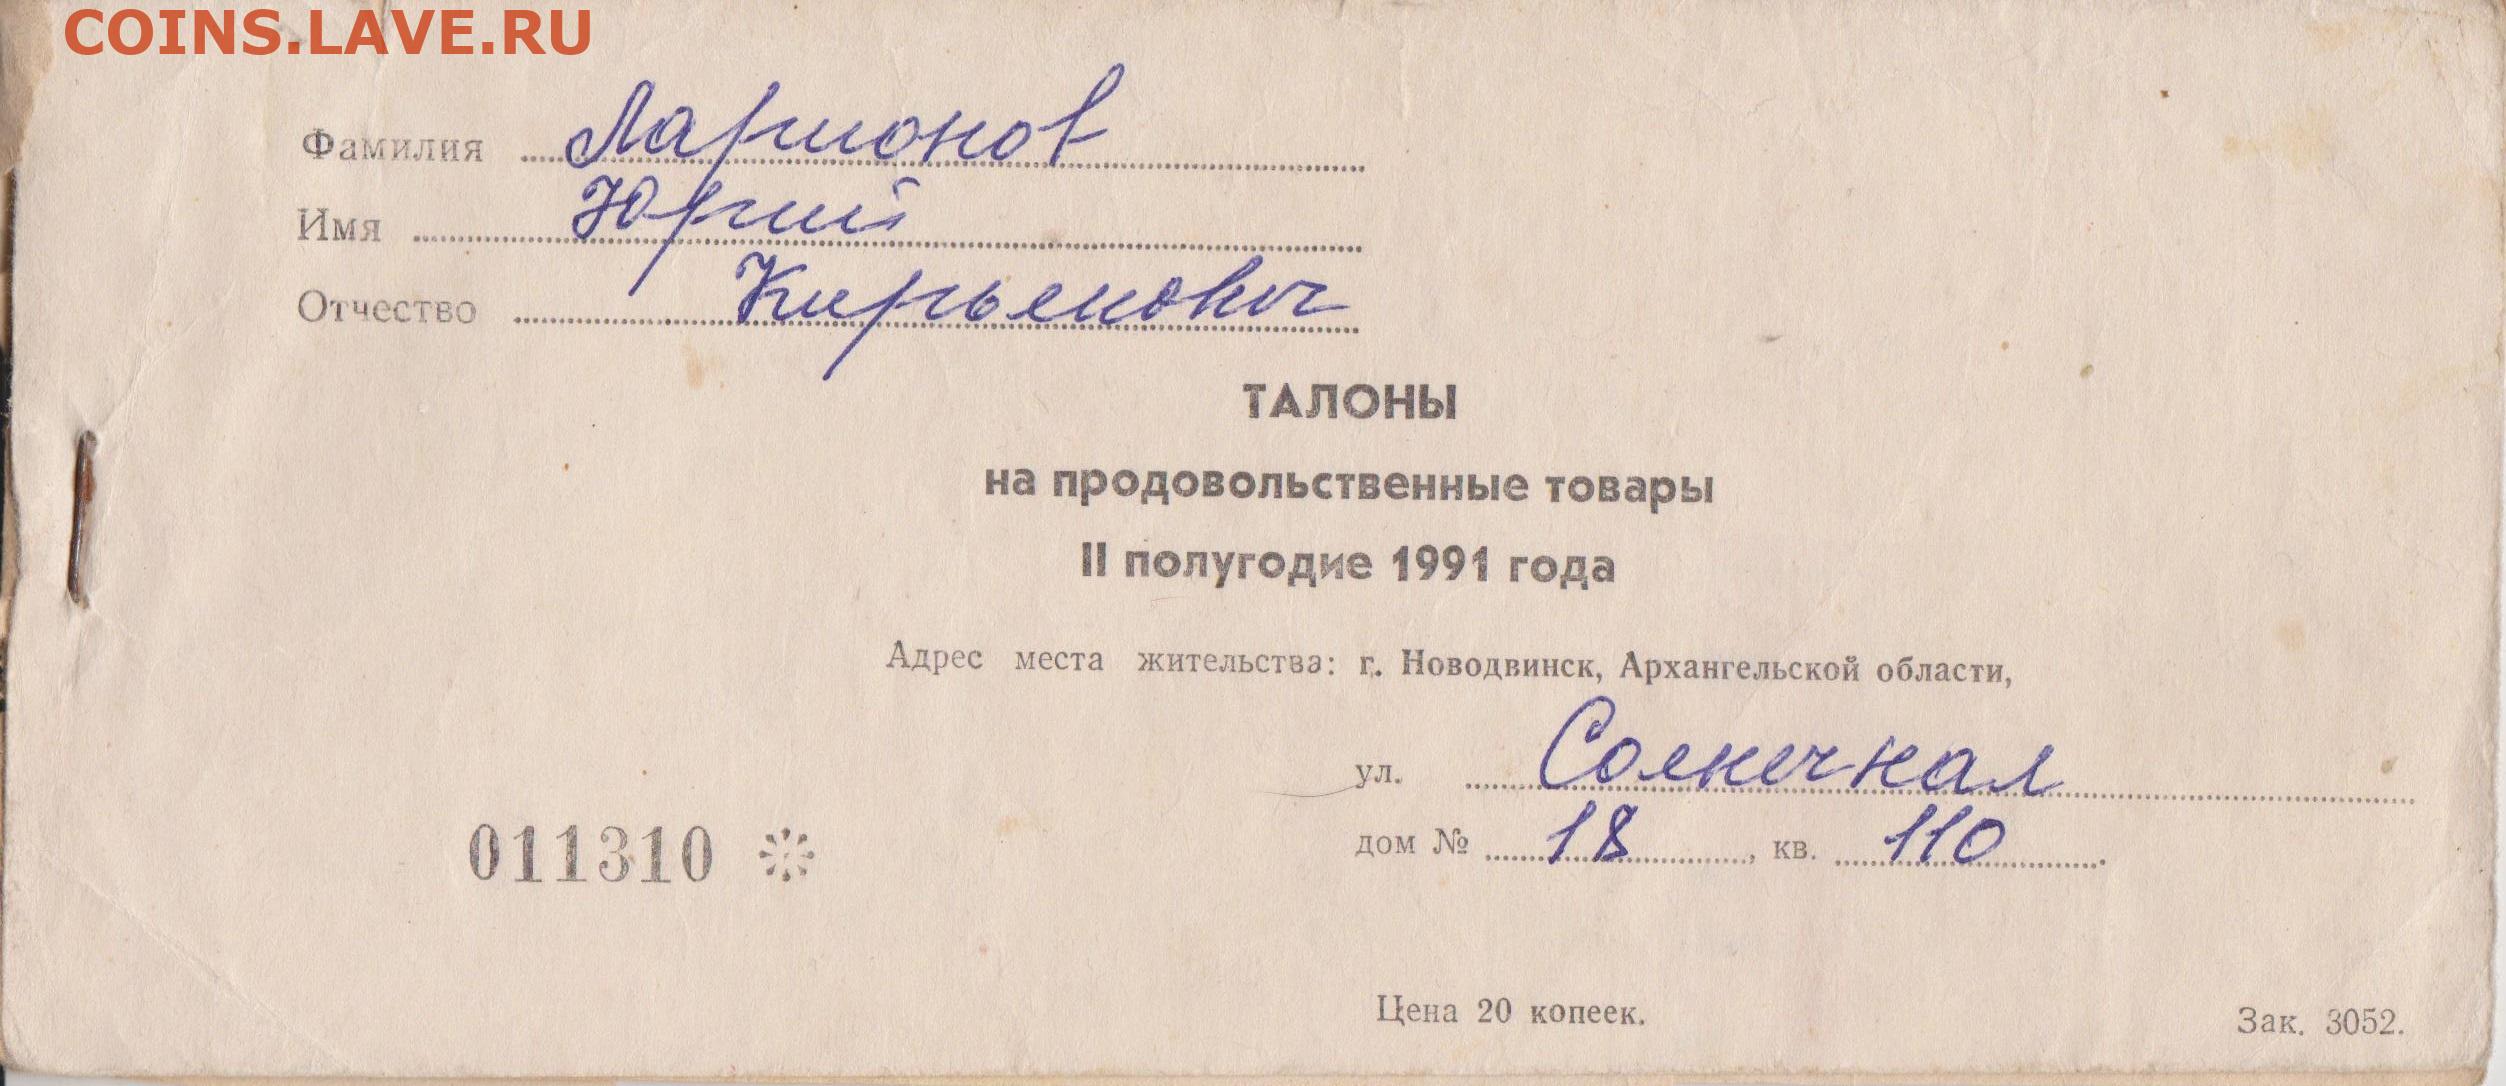 COINS.LAVE.RU
Фамилия Ларионов
Имя Юрий
Отчество Кирьянович
ТАЛОНЫ
на продовольственные товары
II полугодие 1991 года
Адрес места жительства: г. Новодвинск, Архангельской области,
ул. Солнечная
дом № 18, кв. 110.
011310 ※
Цена 20 копеек.
Зак. 3052.